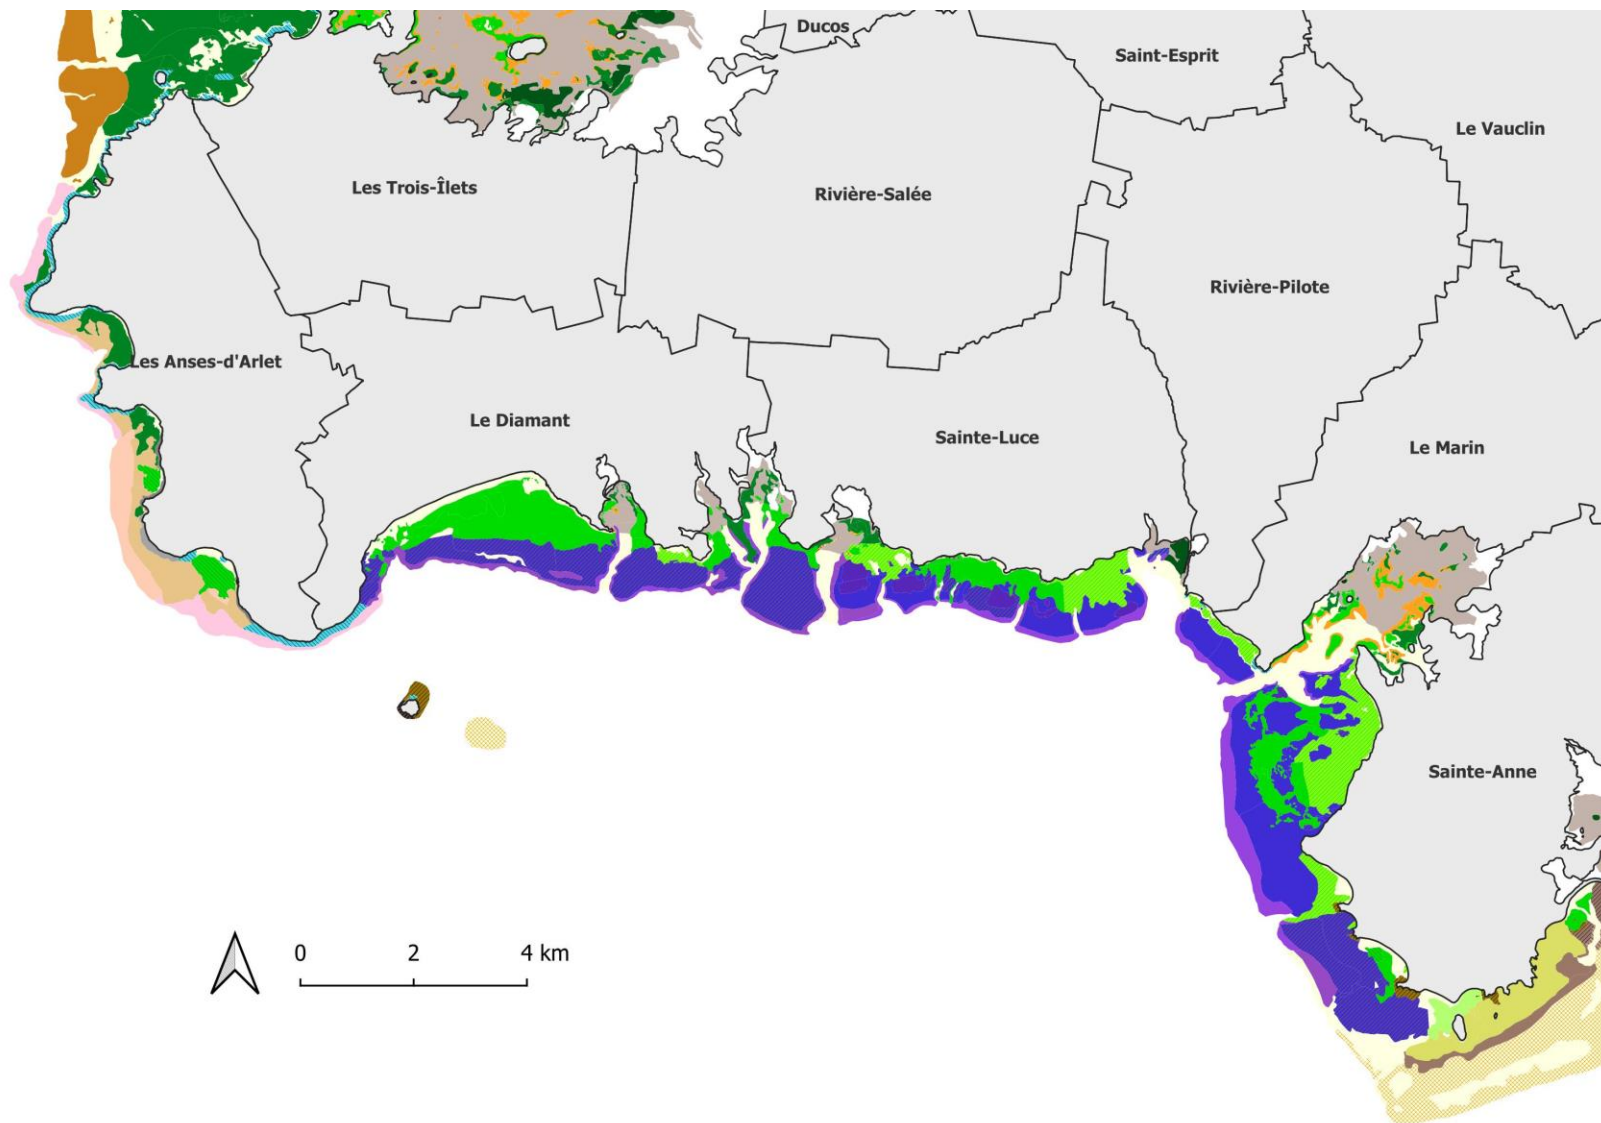 Ducos
Saint-Esprit
Le Vauclin
Les Trois-Îlets
Rivière-Salée
Rivière-Pilote
Les Anses-d'Arlet
Le Diamant
Sainte-Luce
Le Marin
Sainte-Anne
0 2 4 km